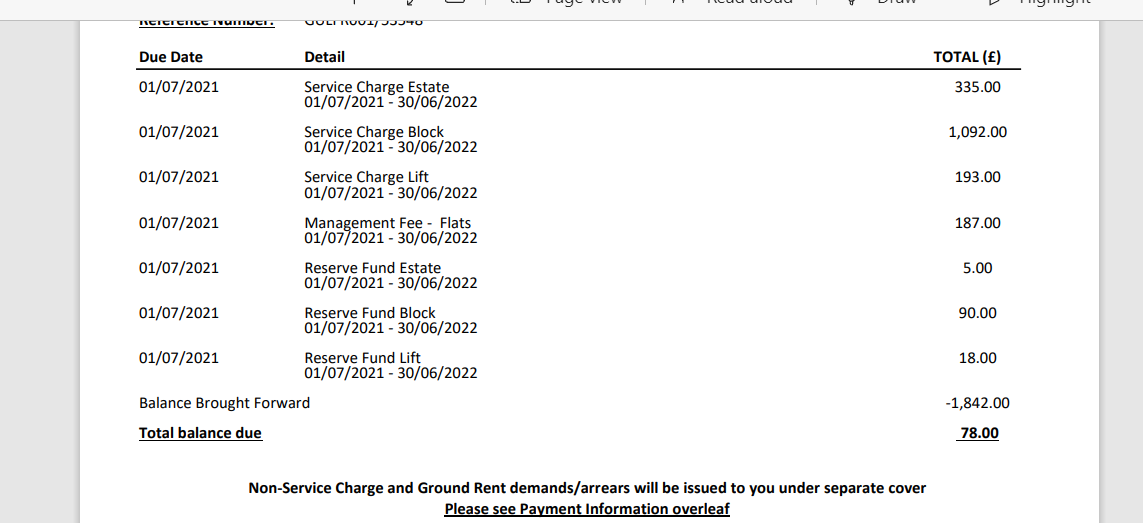 Page view Read aloud Draw Highlight
Reference Number:
Due Date Detail TOTAL (£)
01/07/2021 Service Charge Estate 335.00
01/07/2021 - 30/06/2022
01/07/2021 Service Charge Block 1,092.00
01/07/2021 - 30/06/2022
01/07/2021 Service Charge Lift 193.00
01/07/2021 - 30/06/2022
01/07/2021 Management Fee - Flats 187.00
01/07/2021 - 30/06/2022
01/07/2021 Reserve Fund Estate 5.00
01/07/2021 - 30/06/2022
01/07/2021 Reserve Fund Block 90.00
01/07/2021 - 30/06/2022
01/07/2021 Reserve Fund Lift 18.00
01/07/2021 - 30/06/2022
Balance Brought Forward -1,842.00
Total balance due 78.00
Non-Service Charge and Ground Rent demands/arrears will be issued to you under separate cover
Please see Payment Information overleaf